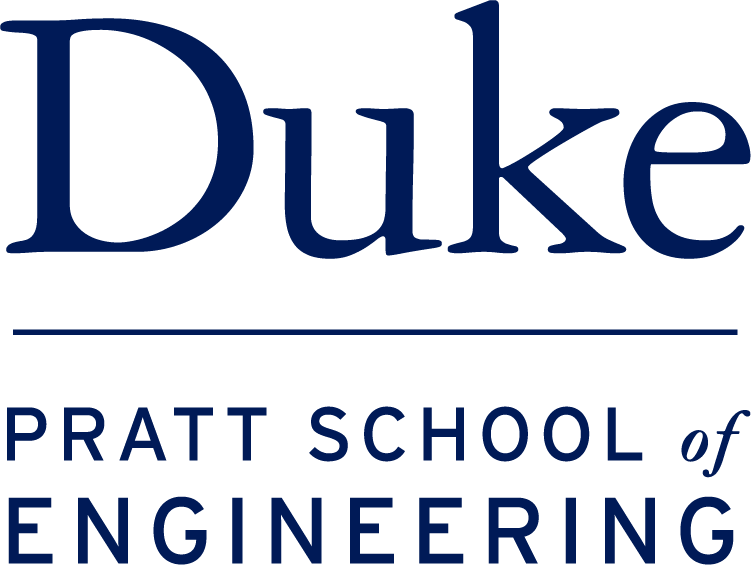 Duke
PRATT SCHOOL of
ENGINEERING